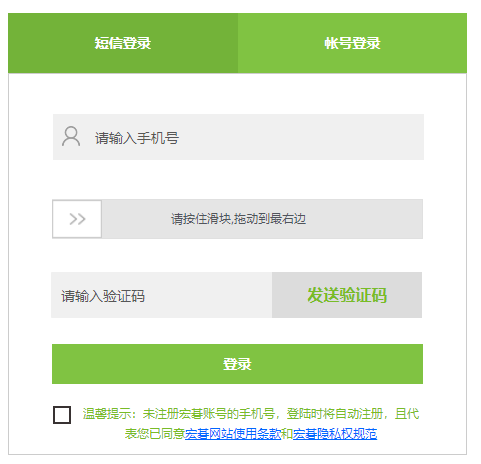 短信登录
帐号登录
请输入手机号
请按住滑块,拖动到最右边
请输入验证码
发送验证码
登录
温馨提示：未注册宏碁账号的手机号，登陆时将自动注册，且代
表您已同意宏碁网站使用条款和宏碁隐私权规范